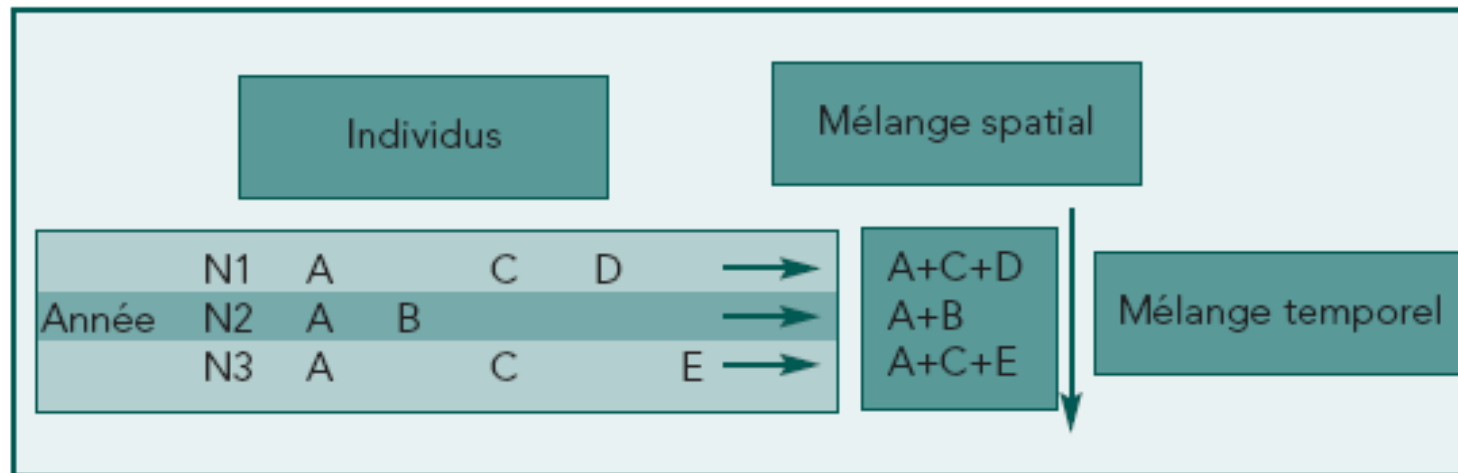 Individus
Mélange spatial
N1 A C D A+C+D
Année N2 A B A+B
N3 A C E A+C+E
Mélange temporel